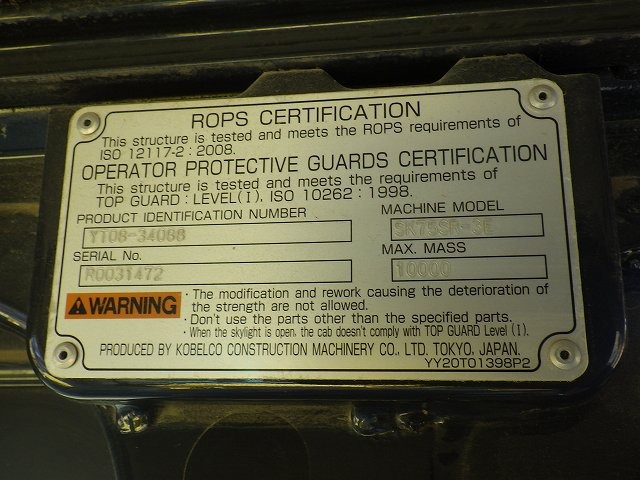 ROPS CERTIFICATION
This structure is tested and meets the ROPS requirements of
ISO 12117-2 : 2008.
OPERATOR PROTECTIVE GUARDS CERTIFICATION
This structure is tested and meets the requirements of
TOP GUARD : LEVEL(I), ISO 10262 : 1998.
PRODUCT IDENTIFICATION NUMBER
YT08-34068
MACHINE MODEL
SK75SR-3E
SERIAL No.
R0031472
MAX. MASS
10000
WARNING
· The modification and rework causing the deterioration of
the strength are not allowed.
· Don't use the parts other than the specified parts.
· When the skylight is open, the cab doesn't comply with TOP GUARD Level (I).
PRODUCED BY KOBELCO CONSTRUCTION MACHINERY CO., LTD. TOKYO, JAPAN.
YY20T01398P2